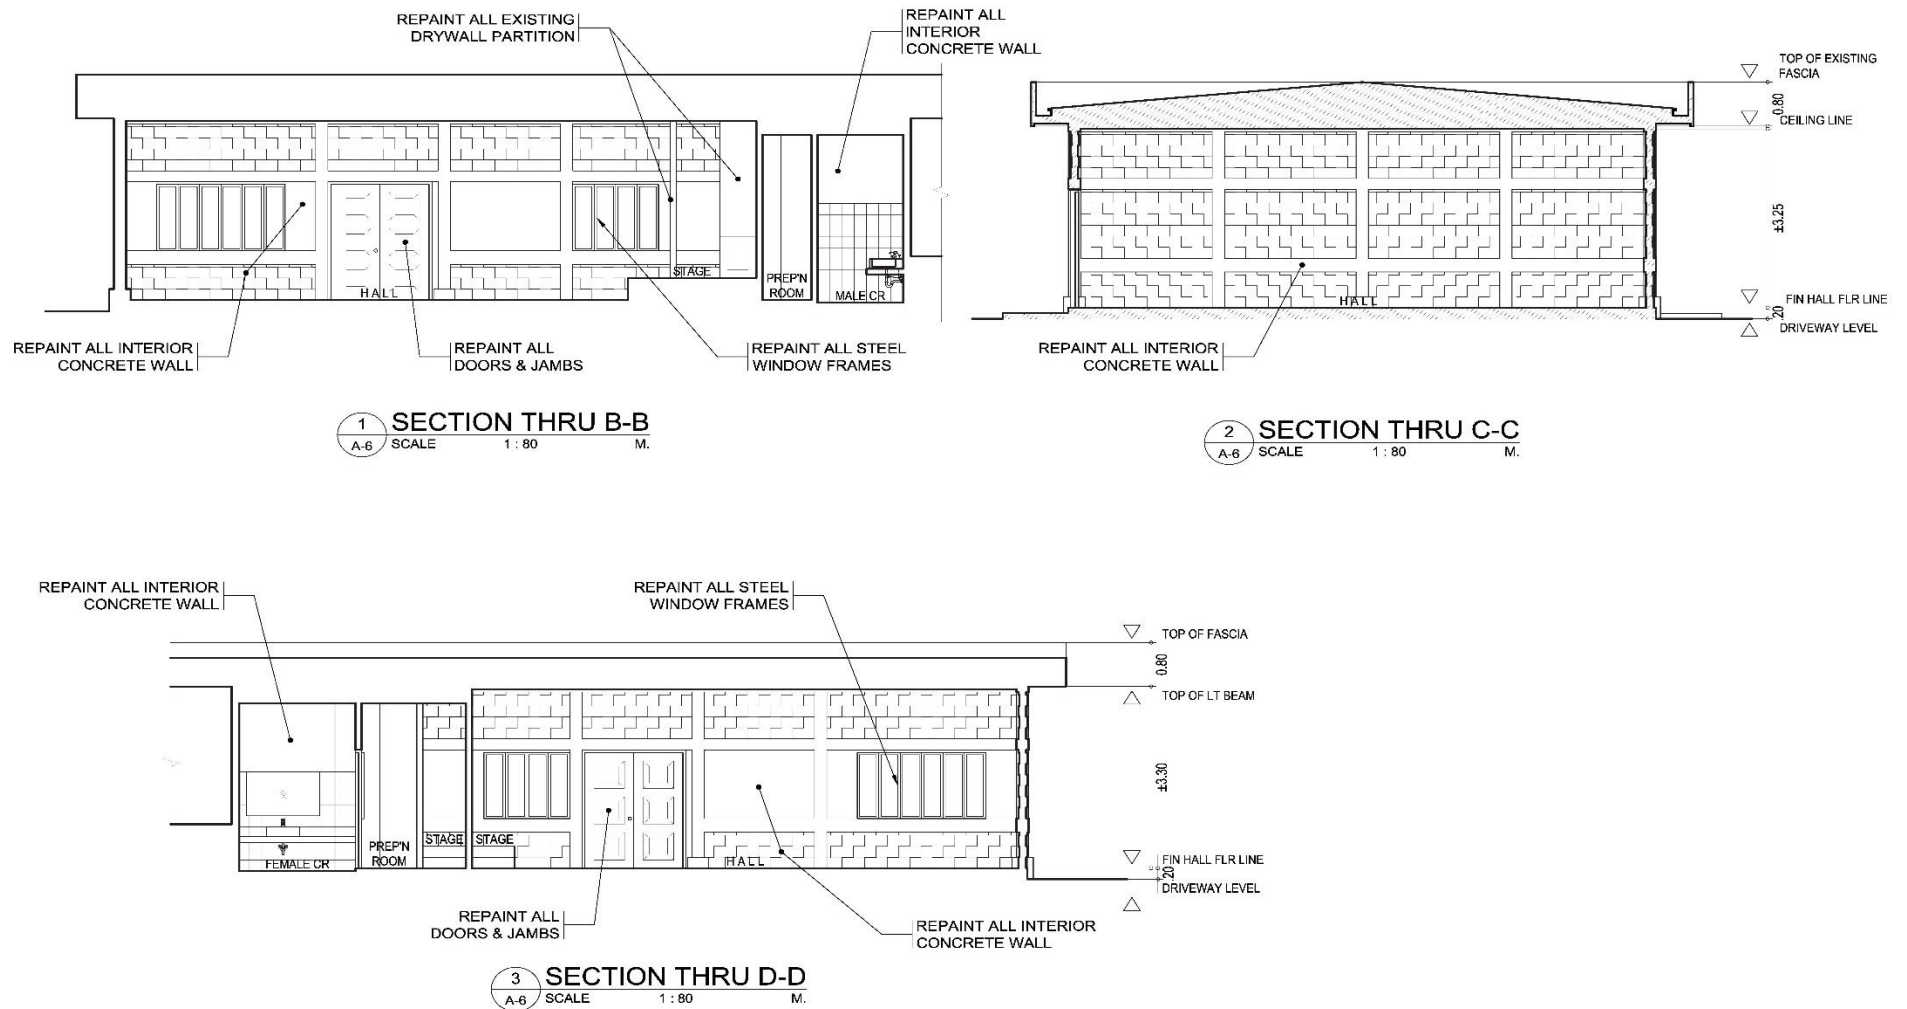 REPAINT ALL EXISTING
DRYWALL PARTITION
REPAINT ALL
INTERIOR
CONCRETE WALL
STAGE
PREP'N
ROOM
MALE CR
HALL
REPAINT ALL INTERIOR
CONCRETE WALL
REPAINT ALL
DOORS & JAMBS
REPAINT ALL STEEL
WINDOW FRAMES
1
A-6
SECTION THRU B-B
SCALE 1 : 80 M.
TOP OF EXISTING
FASCIA
0.80
CEILING LINE
±3.25
HALL
FIN HALL FLR LINE
.20
DRIVEWAY LEVEL
REPAINT ALL INTERIOR
CONCRETE WALL
2
A-6
SECTION THRU C-C
SCALE 1 : 80 M.
REPAINT ALL INTERIOR
CONCRETE WALL
REPAINT ALL STEEL
WINDOW FRAMES
TOP OF FASCIA
0.80
TOP OF LT BEAM
±3.30
FEMALE CR
PREP'N
ROOM
STAGE
STAGE
HALL
FIN HALL FLR LINE
.20
DRIVEWAY LEVEL
REPAINT ALL
DOORS & JAMBS
REPAINT ALL INTERIOR
CONCRETE WALL
3
A-6
SECTION THRU D-D
SCALE 1 : 80 M.